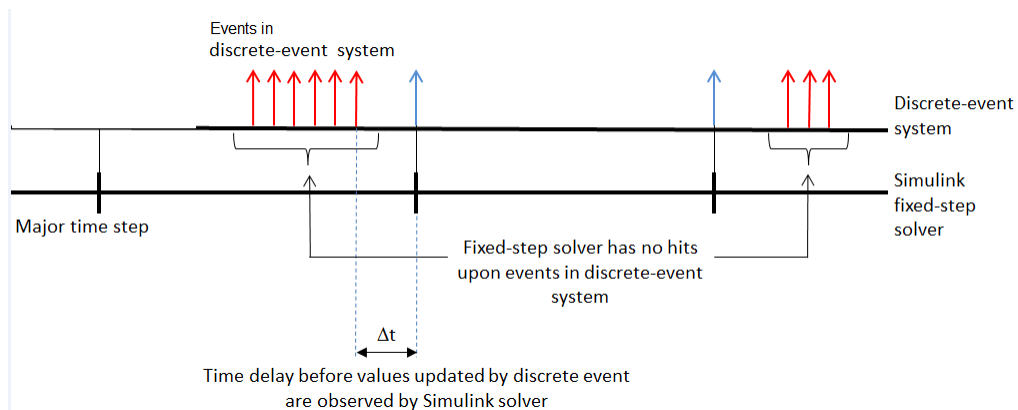 Events in
discrete-event system
Discrete-event
system
Simulink
fixed-step
solver
Major time step
Fixed-step solver has no hits
upon events in discrete-event
system
Δt
Time delay before values updated by discrete event
are observed by Simulink solver